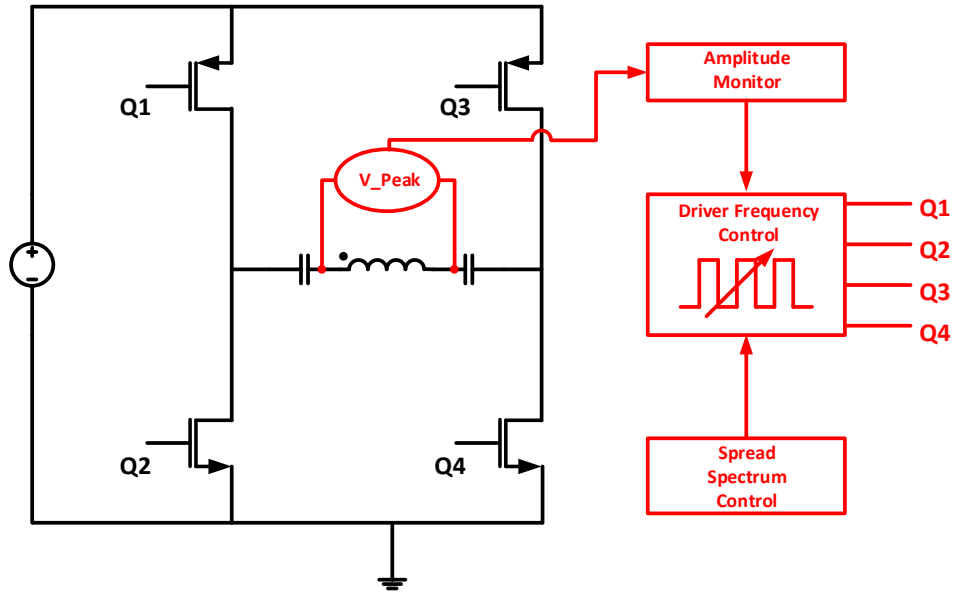 Q1
Q3
V_Peak
Amplitude
Monitor
Driver Frequency
Control
Q1
Q2
Q3
Q4
+
−
Q2
Q4
Spread
Spectrum
Control